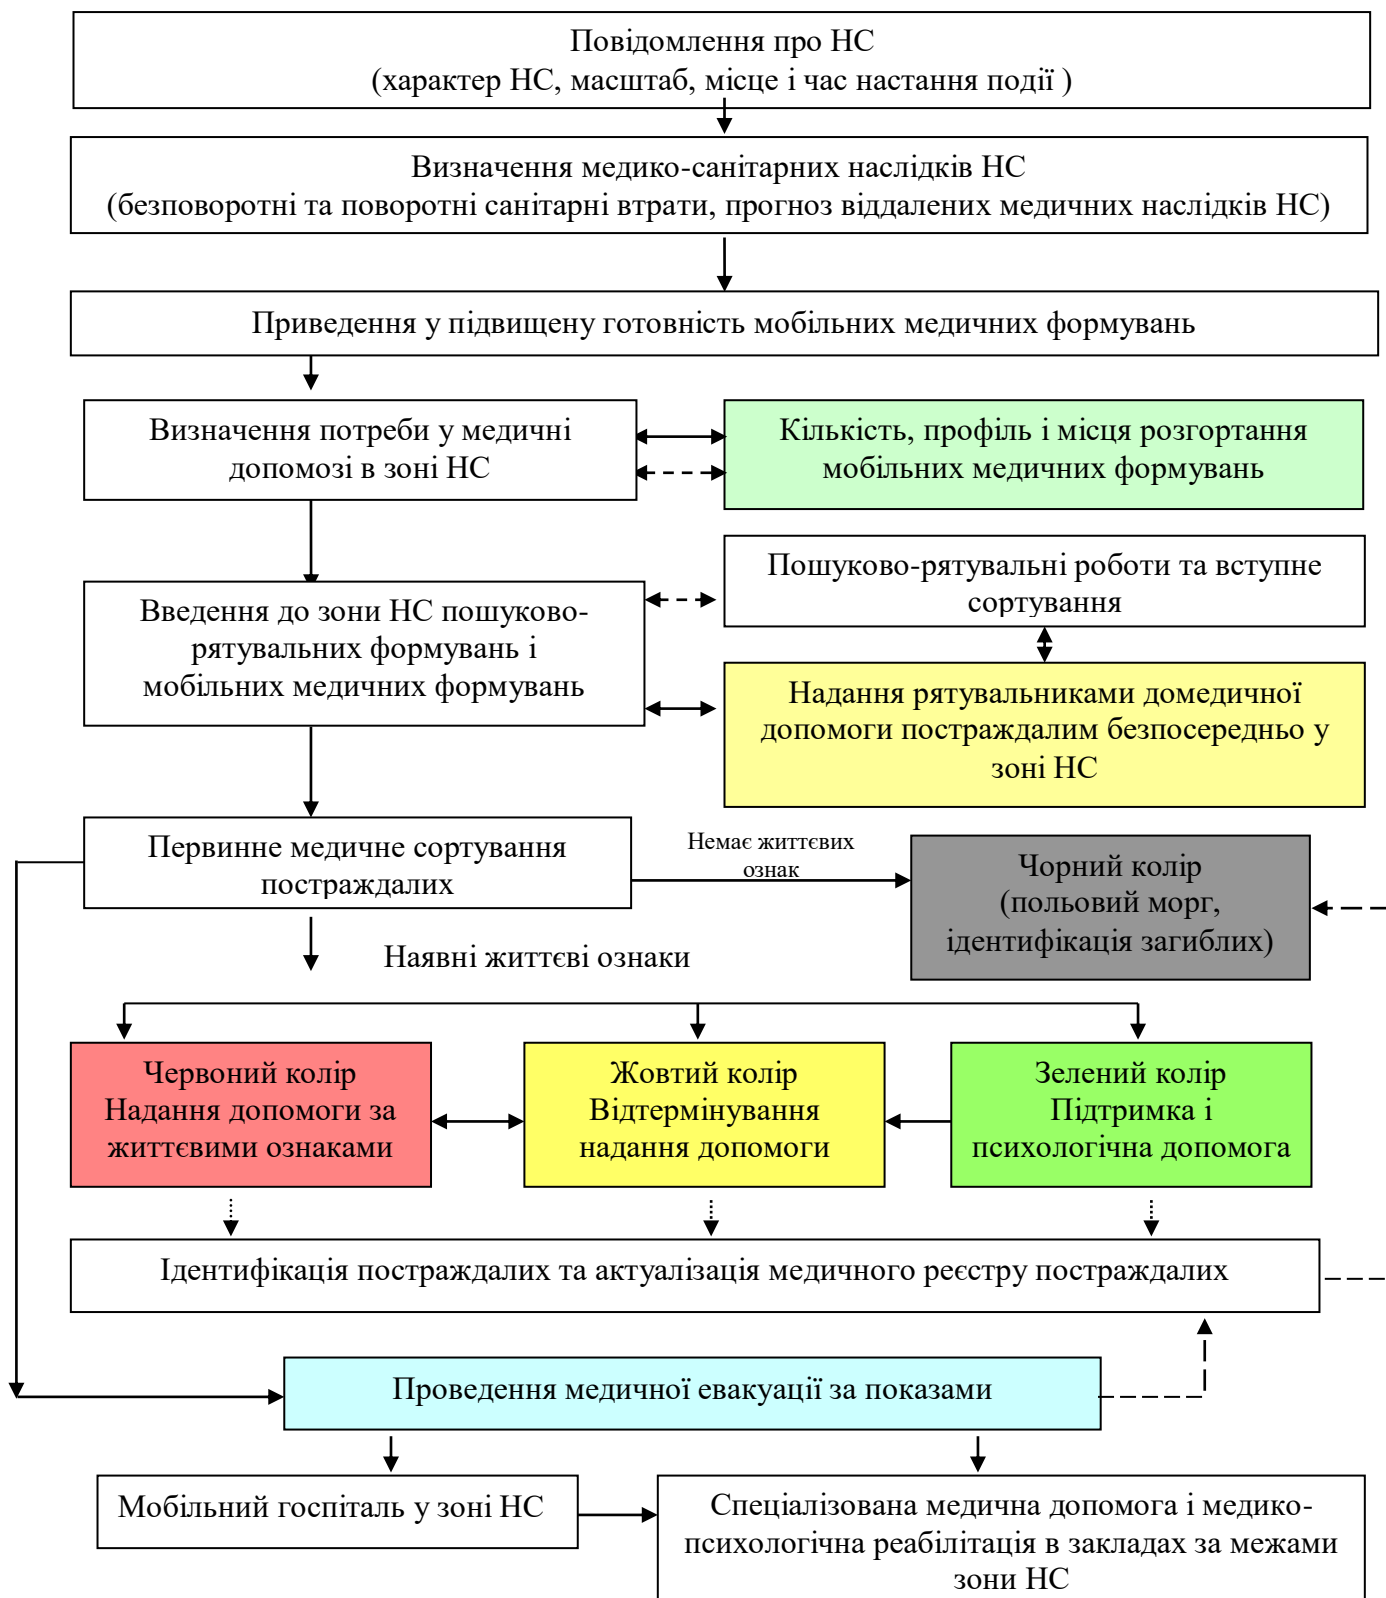 Повідомлення про НС
(характер НС, масштаб, місце і час настання події )
Визначення медико-санітарних наслідків НС
(безповоротні та поворотні санітарні втрати, прогноз віддалених медичних наслідків НС)
Приведення у підвищену готовність мобільних медичних формувань
Визначення потреби у медичні
допомозі в зоні НС
Кількість, профіль і місця розгортання
мобільних медичних формувань
Пошуково-рятувальні роботи та вступне
сортування
Введення до зони НС пошуково-
рятувальних формувань і
мобільних медичних формувань
Надання рятувальниками домедичної
допомоги постраждалим безпосередньо у
зоні НС
Первинне медичне сортування
постраждалих
Немає життєвих
ознак
Чорний колір
(польовий морг,
ідентифікація загиблих)
Наявні життєві ознаки
Червоний колір
Надання допомоги за
життєвими ознаками
Жовтий колір
Відтермінування
надання допомоги
Зелений колір
Підтримка і
психологічна допомога
Ідентифікація постраждалих та актуалізація медичного реєстру постраждалих
Проведення медичної евакуації за показами
Мобільний госпіталь у зоні НС
Спеціалізована медична допомога і медико-
психологічна реабілітація в закладах за межами
зони НС